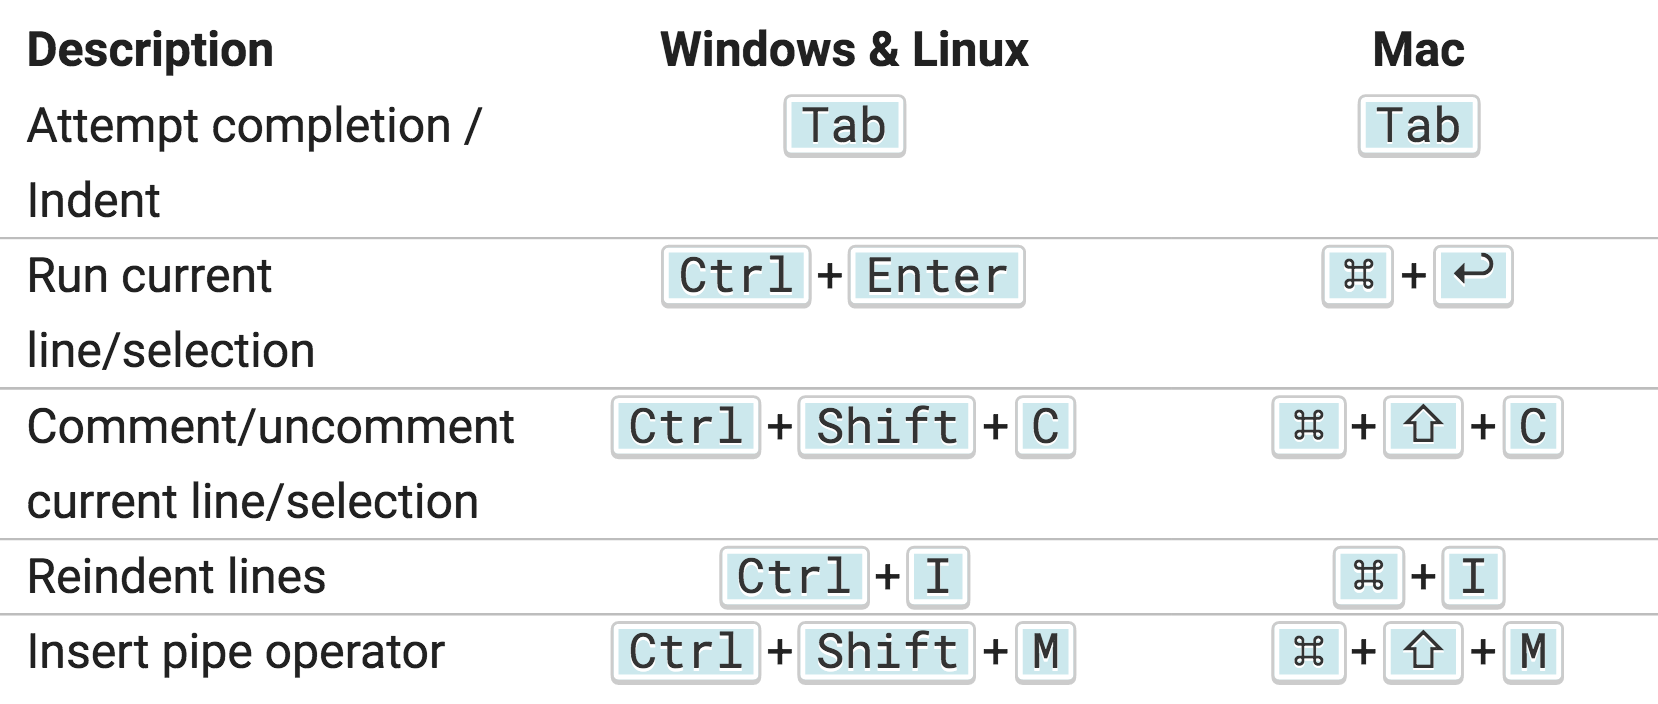 Description Windows & Linux Mac
Attempt completion / Tab Tab
Indent
Run current Ctrl + Enter ⌘ + ↩
line/selection
Comment/uncomment Ctrl + Shift + C ⌘ + ⇧ + C
current line/selection
Reindent lines Ctrl + I ⌘ + I
Insert pipe operator Ctrl + Shift + M ⌘ + ⇧ + M